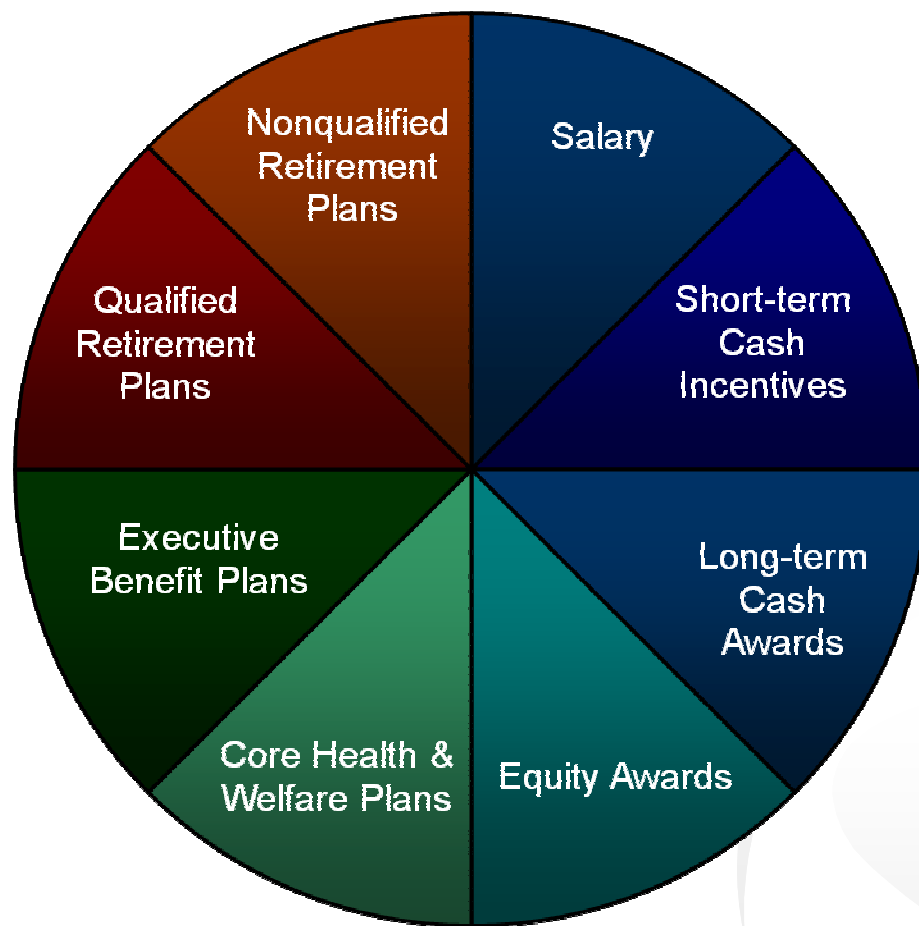 Nonqualified
Retirement
Plans
Salary
Qualified
Retirement
Plans
Short-term
Cash
Incentives
Executive
Benefit Plans
Long-term
Cash
Awards
Core Health &
Welfare Plans
Equity Awards